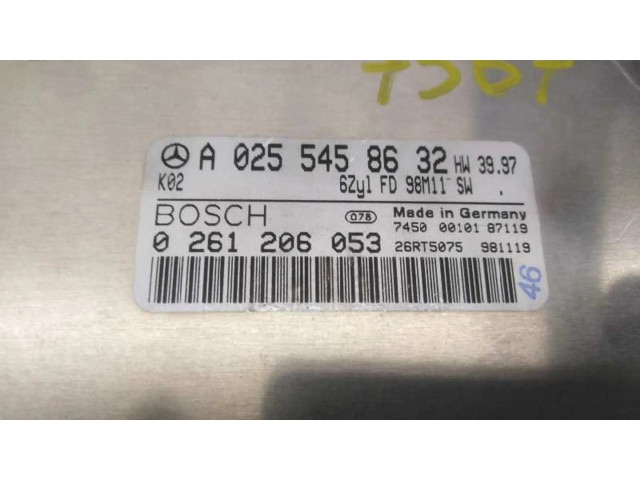 A 025 545 86 32 HW 39.97
K02 6Zyl FD 98M11 SW .
BOSCH 078 Made in Germany
7450 00101 87119
0 261 206 053 26RT5075 981119
46